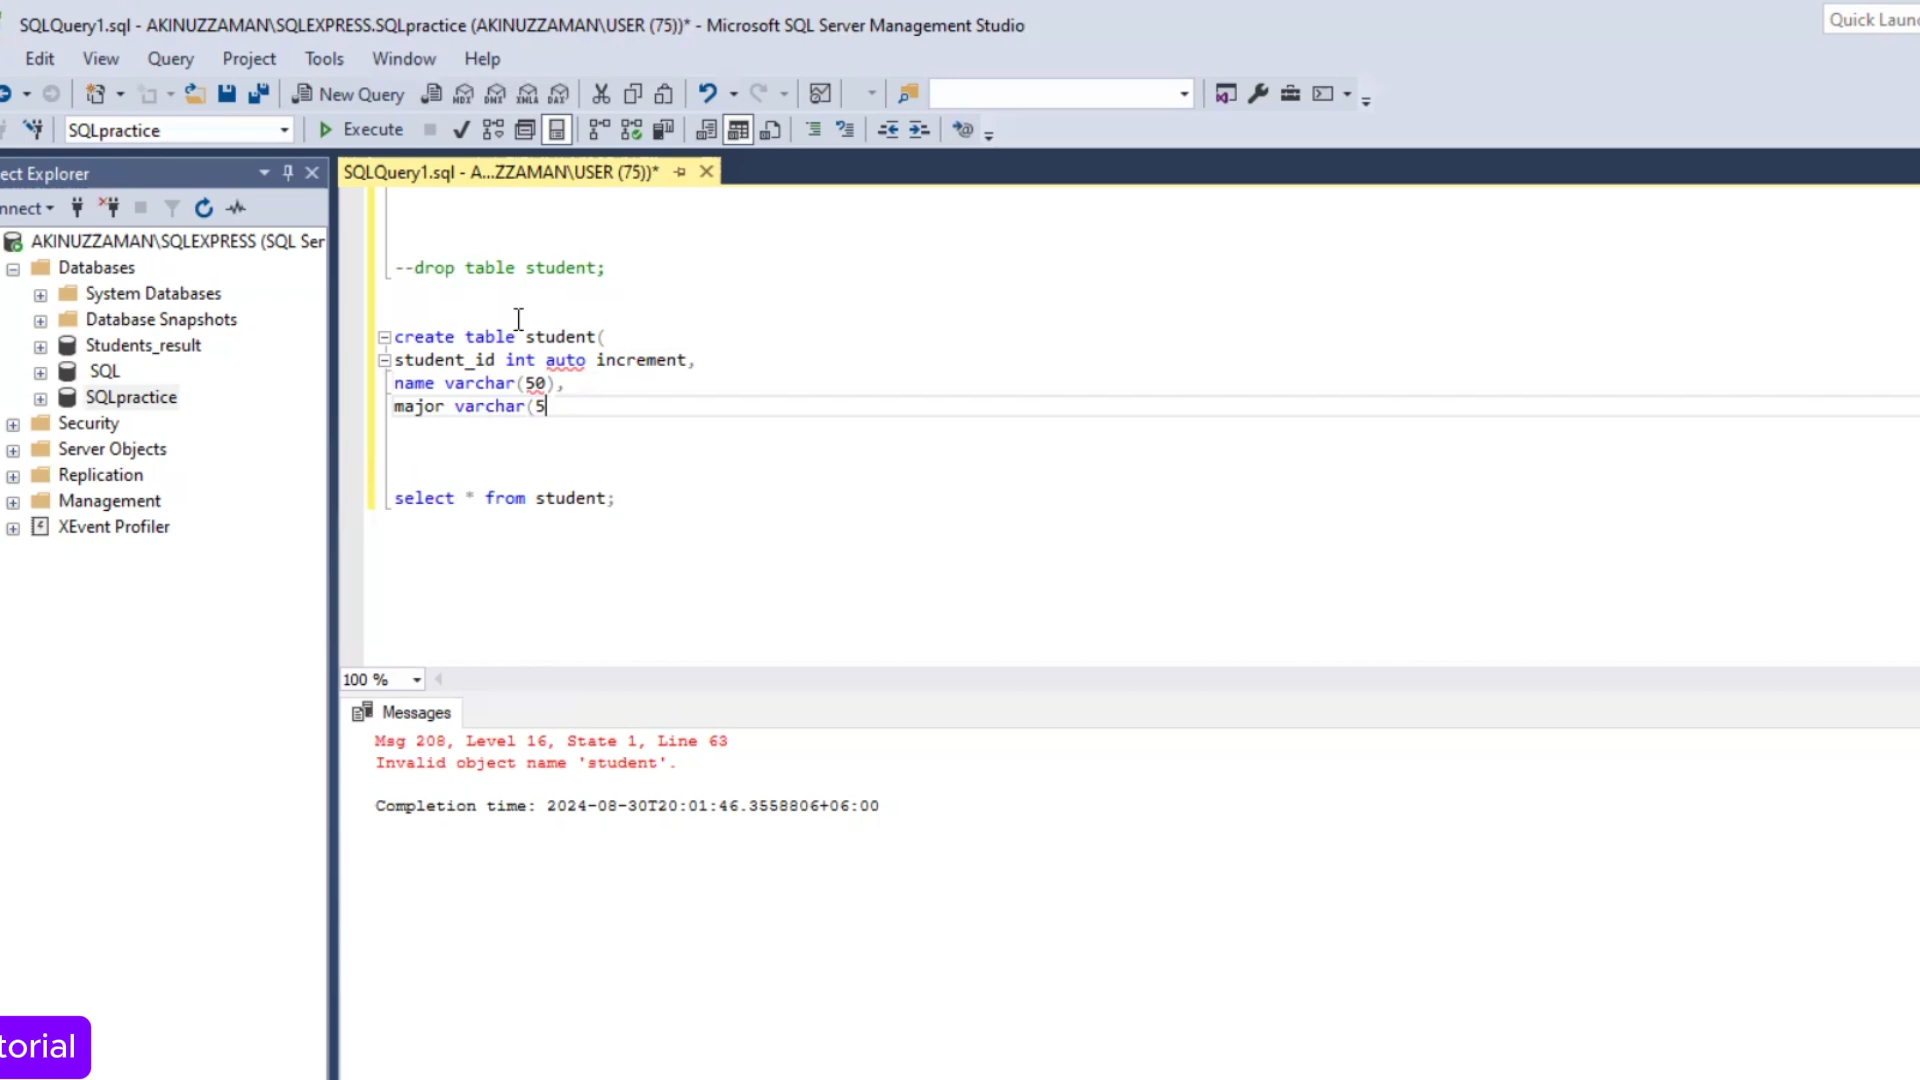 SQLQuery1.sql - AKINUZZAMAN\SQLEXPRESS.SQLpractice (AKINUZZAMAN\USER (75))* - Microsoft SQL Server Management Studio
Quick Laun
Edit View Query Project Tools Window Help
New Query MDX DMX XMLA DAX
SQLpractice Execute
ect Explorer
SQLQuery1.sql - A...ZZAMAN\USER (75))*
nnect
AKINUZZAMAN\SQLEXPRESS (SQL Ser
Databases
System Databases
Database Snapshots
Students_result
SQL
SQLpractice
Security
Server Objects
Replication
Management
XEvent Profiler
--drop table student;
create table student(
student_id int auto increment,
name varchar(50),
major varchar(5
select * from student;
100 %
Messages
Msg 208, Level 16, State 1, Line 63
Invalid object name 'student'.
Completion time: 2024-08-30T20:01:46.3558806+06:00
torial